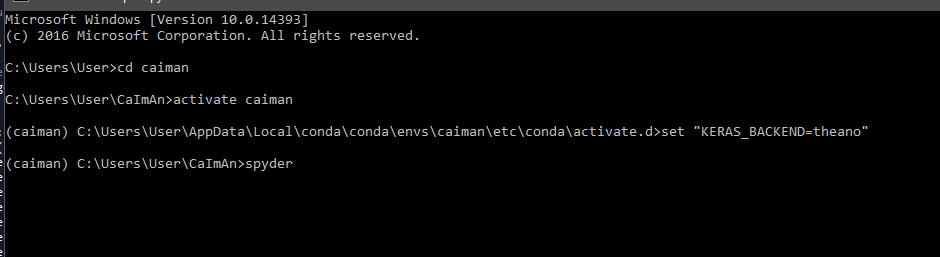 Microsoft Windows [Version 10.0.14393]
(c) 2016 Microsoft Corporation. All rights reserved.
C:\Users\User>cd caiman
C:\Users\User\CaImAn>activate caiman
(caiman) C:\Users\User\AppData\Local\conda\conda\envs\caiman\etc\conda\activate.d>set "KERAS_BACKEND=theano"
(caiman) C:\Users\User\CaImAn>spyder